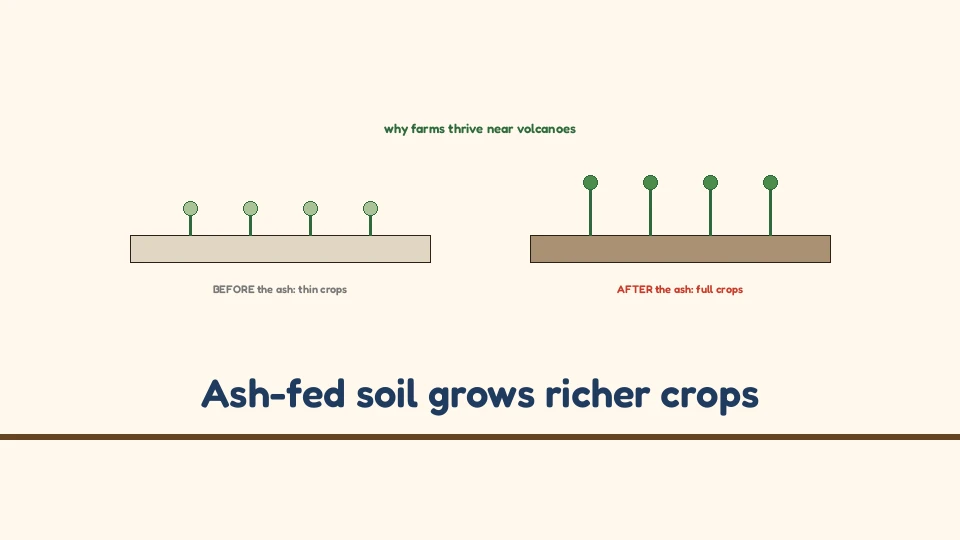 why farms thrive near volcanoes
BEFORE the ash: thin crops
AFTER the ash: full crops
Ash-fed soil grows richer crops